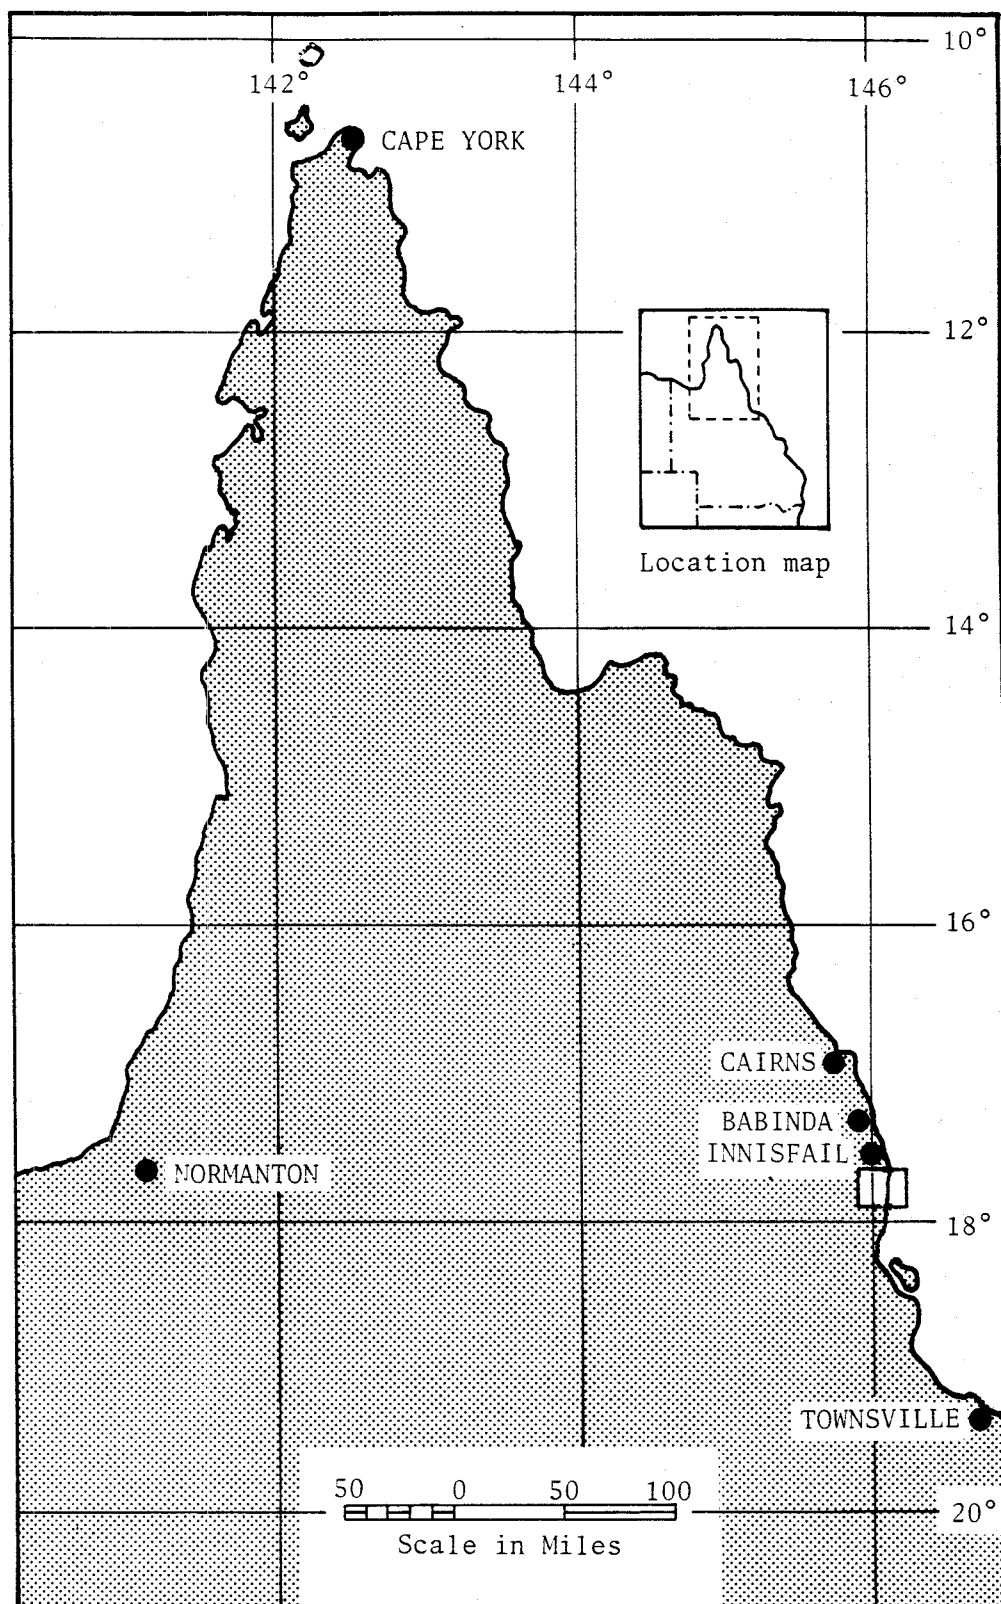 10°
142° 144° 146°
CAPE YORK
12°
Location map
14°
16°
CAIRNS
BABINDA
INNISFAIL
NORMANTON
18°
TOWNSVILLE
50 0 50 100
20°
Scale in Miles